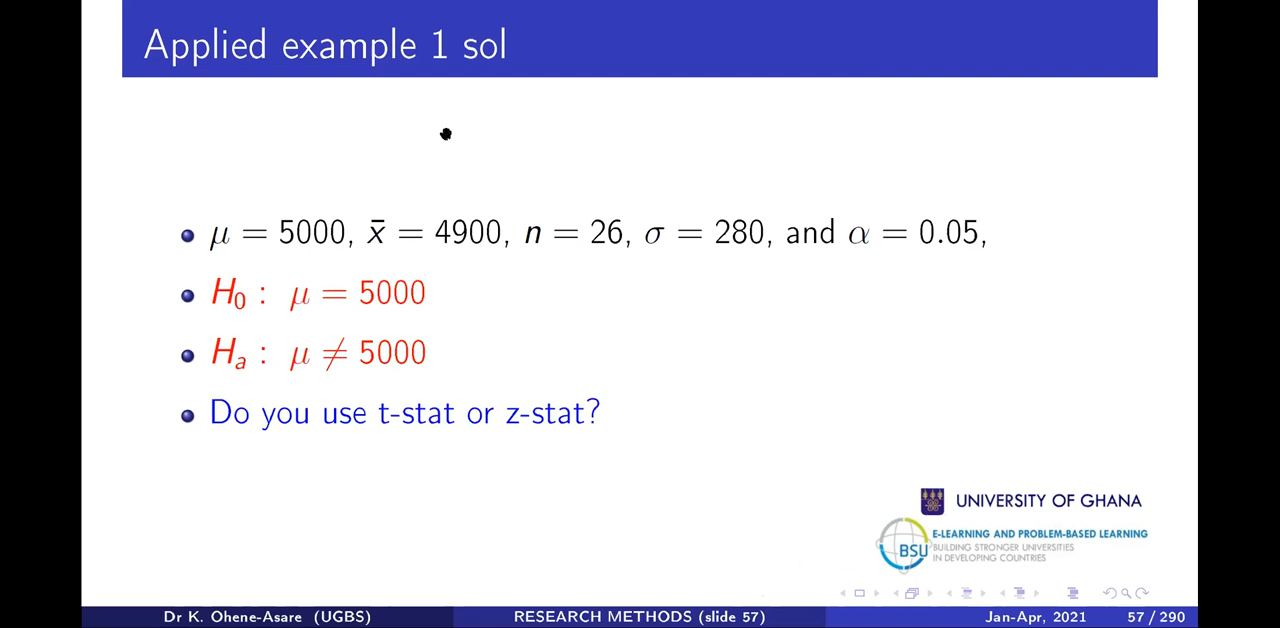 Applied example 1 sol
μ = 5000, x̄ = 4900, n = 26, σ = 280, and α = 0.05,
H₀ : μ = 5000
Hₐ : μ ≠ 5000
Do you use t-stat or z-stat?
UNIVERSITY OF GHANA
E-LEARNING AND PROBLEM-BASED LEARNING
BSU
BUILDING STRONGER UNIVERSITIES
IN DEVELOPING COUNTRIES
Dr K. Ohene-Asare (UGBS) RESEARCH METHODS (slide 57) Jan-Apr, 2021 57 / 290